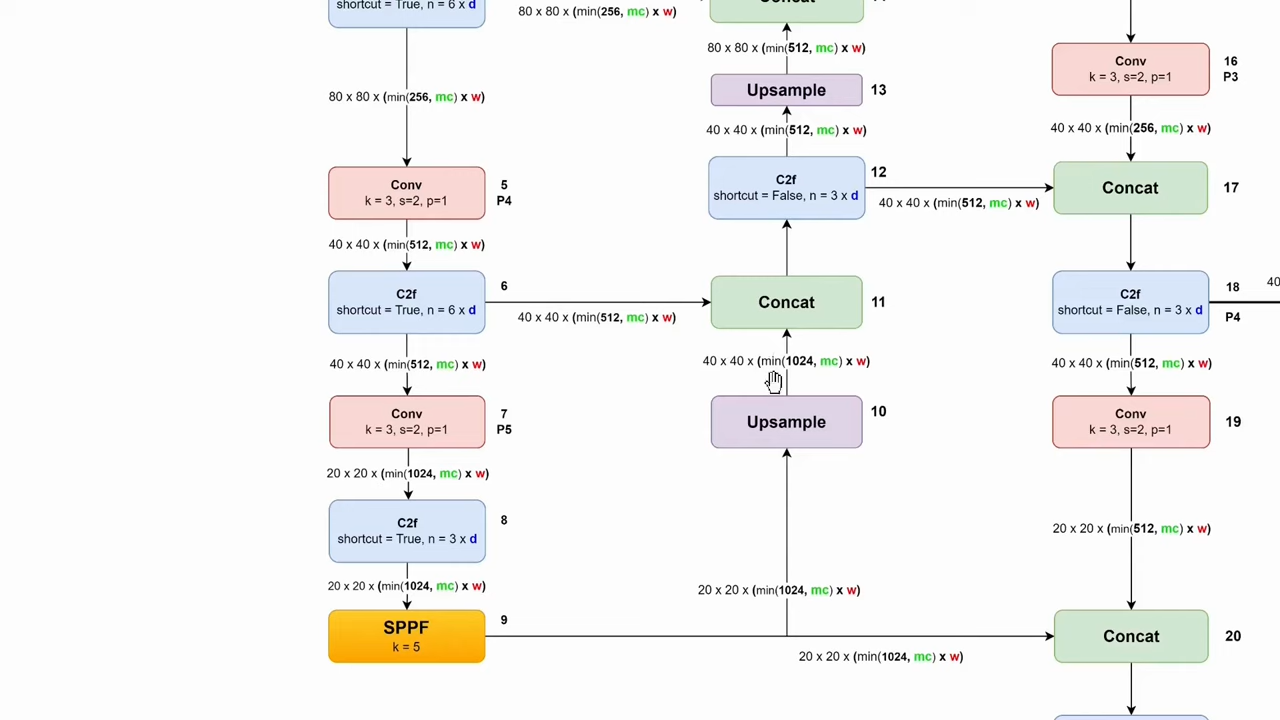 shortcut = True, n = 6 x d
80 x 80 x (min(256, mc) x w)
80 x 80 x (min(256, mc) x w)
Conv
k = 3, s=2, p=1
5
P4
40 x 40 x (min(512, mc) x w)
C2f
shortcut = True, n = 6 x d
6
40 x 40 x (min(512, mc) x w)
40 x 40 x (min(512, mc) x w)
Conv
k = 3, s=2, p=1
7
P5
20 x 20 x (min(1024, mc) x w)
C2f
shortcut = True, n = 3 x d
8
20 x 20 x (min(1024, mc) x w)
SPPF
k = 5
9
Concat
80 x 80 x (min(512, mc) x w)
Upsample
13
40 x 40 x (min(512, mc) x w)
C2f
shortcut = False, n = 3 x d
12
40 x 40 x (min(512, mc) x w)
Concat
11
40 x 40 x (min(1024, mc) x w)
Upsample
10
20 x 20 x (min(1024, mc) x w)
20 x 20 x (min(1024, mc) x w)
Conv
k = 3, s=2, p=1
16
P3
40 x 40 x (min(256, mc) x w)
Concat
17
C2f
shortcut = False, n = 3 x d
18
P4
40
40 x 40 x (min(512, mc) x w)
Conv
k = 3, s=2, p=1
19
20 x 20 x (min(512, mc) x w)
Concat
20